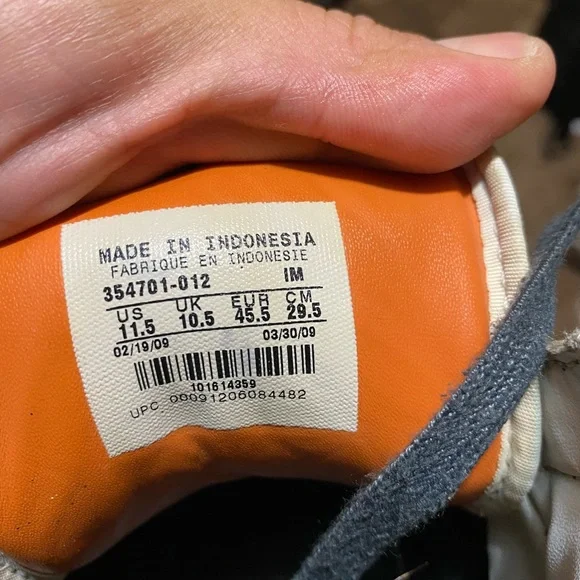 MADE IN INDONESIA
FABRIQUE EN INDONESIE
354701-012 IM
US UK EUR CM
11.5 10.5 45.5 29.5
02/19/09 03/30/09
101614359
UPC 00091206084482